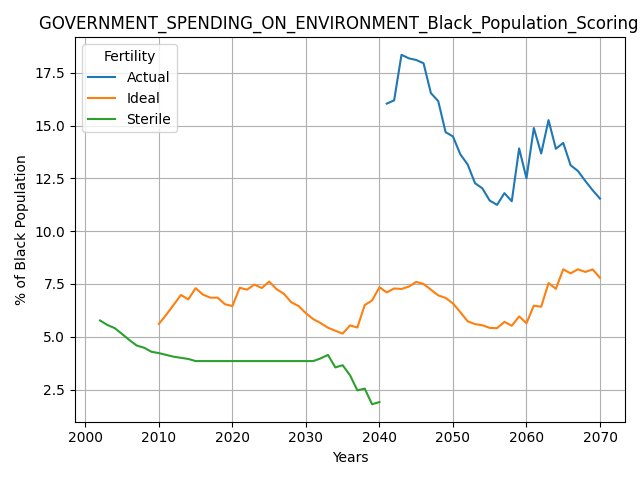 GOVERNMENT_SPENDING_ON_ENVIRONMENT_Black_Population_Scoring
Fertility
Actual
Ideal
Sterile
% of Black Population
17.5
15.0
12.5
10.0
7.5
5.0
2.5
2000 2010 2020 2030 2040 2050 2060 2070
Years